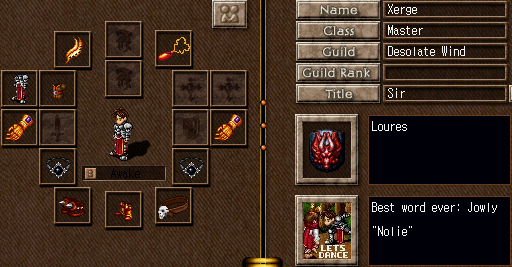 Name Xerge
Class Master
Guild Desolate Wind
Guild Rank
Title Sir
Loures
Awake
Best word ever: Jowly
"Nolie"
LETS
DANCE